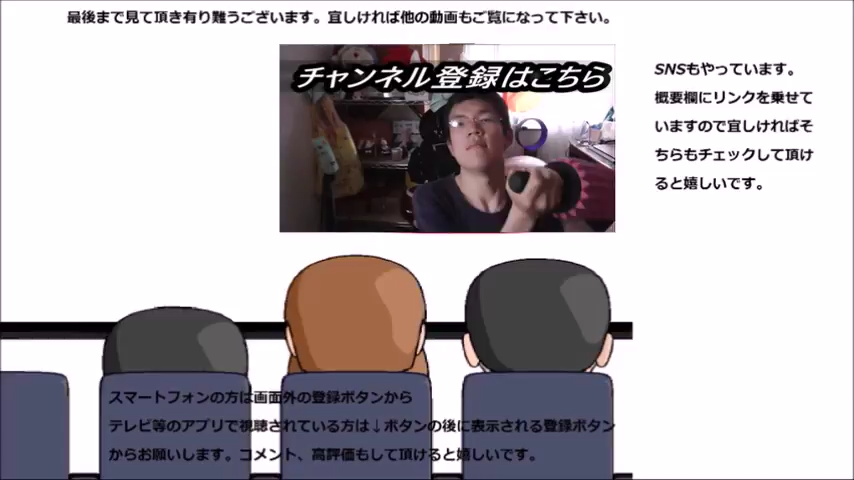 最後まで見て頂き有り難うございます。宜しければ他の動画もご覧になって下さい。
チャンネル登録はこちら
SNSもやっています。
概要欄にリンクを乗せて
いますので宜しければそ
ちらもチェックして頂け
ると嬉しいです。
スマートフォンの方は画面外の登録ボタンから
テレビ等のアプリで視聴されている方は↓ボタンの後に表示される登録ボタン
からお願いします。コメント、高評価もして頂けると嬉しいです。